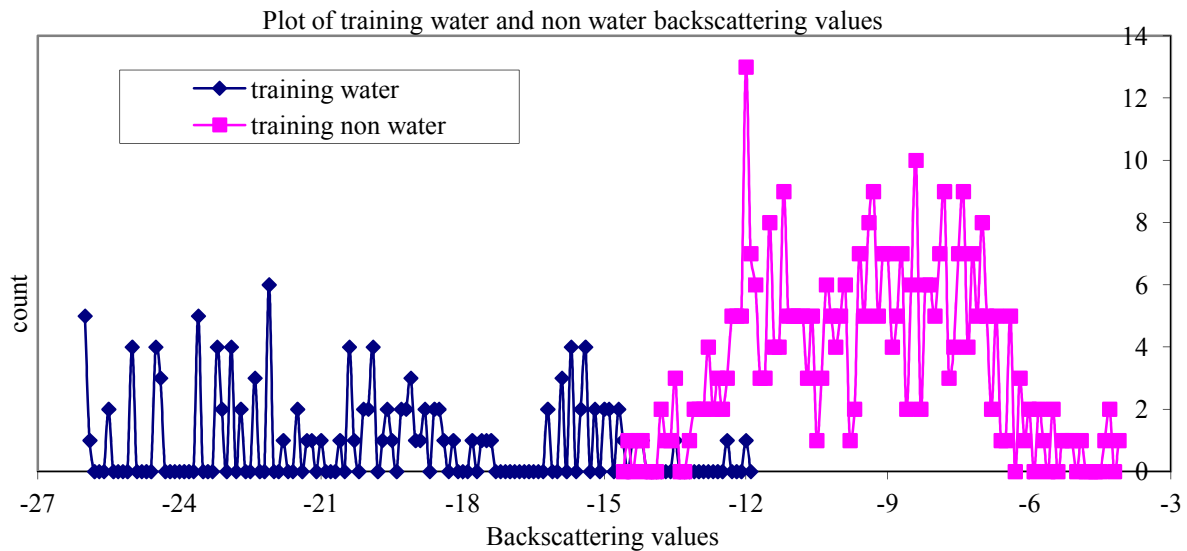 Plot of training water and non water backscattering values
training water
training non water
count
14
12
10
8
6
4
2
0
-27 -24 -21 -18 -15 -12 -9 -6 -3
Backscattering values